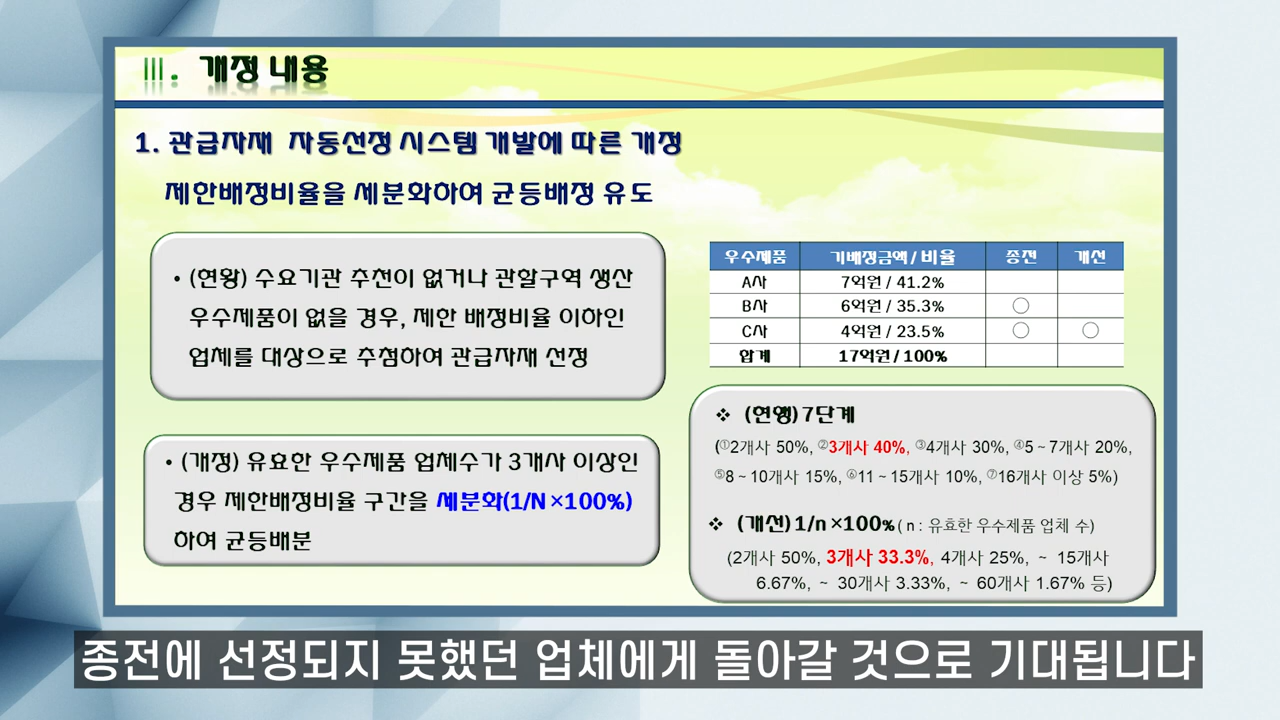 Ⅲ. 개정 내용
1. 관급자재 자동선정 시스템 개발에 따른 개정
제한배정비율을 세분화하여 균등배정 유도
• (현황) 수요기관 추천이 없거나 관할구역 생산
우수제품이 없을 경우, 제한 배정비율 이하인
업체를 대상으로 추첨하여 관급자재 선정
• (개정) 유효한 우수제품 업체수가 3개사 이상인
경우 제한배정비율 구간을 세분화(1/N ×100%)
하여 균등배분
우수제품 기배정금액 / 비율 종전 개선
A사 7억원 / 41.2%
B사 6억원 / 35.3% ○
C사 4억원 / 23.5% ○ ○
합계 17억원 / 100%
❖ (현행) 7단계
(①2개사 50%, ②3개사 40%, ③4개사 30%, ④5 ~ 7개사 20%,
⑤8 ~ 10개사 15%, ⑥11 ~ 15개사 10%, ⑦16개사 이상 5%)
❖ (개선) 1/n ×100% ( n : 유효한 우수제품 업체 수)
(2개사 50%, 3개사 33.3%, 4개사 25%, ~ 15개사
6.67%, ~ 30개사 3.33%, ~ 60개사 1.67% 등)
종전에 선정되지 못했던 업체에게 돌아갈 것으로 기대됩니다